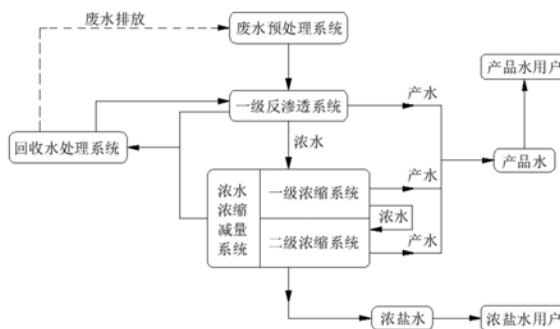 废水排放
废水预处理系统
产品水用户
一级反渗透系统
产水
浓水
回收水处理系统
产品水
浓水
浓缩
减量
系统
一级浓缩系统
产水
浓水
二级浓缩系统
产水
浓盐水
浓盐水用户